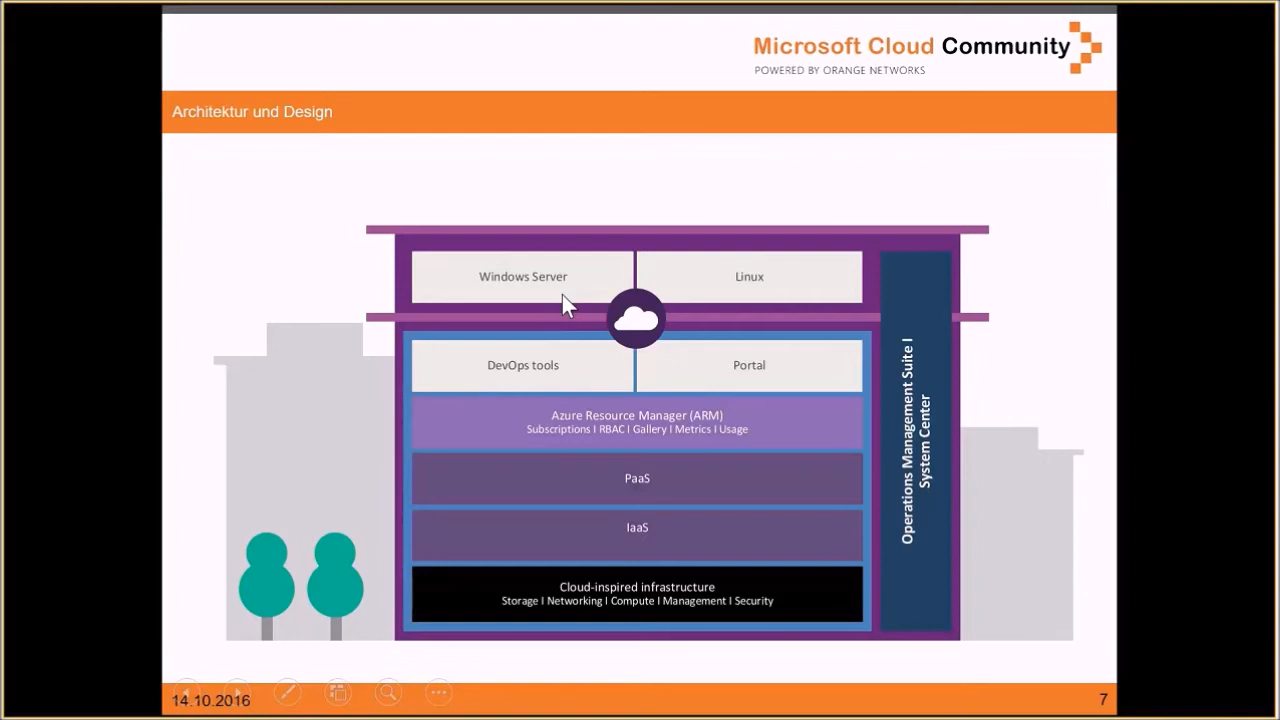 Microsoft Cloud Community
POWERED BY ORANGE NETWORKS
Architektur und Design
Windows Server
Linux
DevOps tools
Portal
Azure Resource Manager (ARM)
Subscriptions I RBAC I Gallery I Metrics I Usage
PaaS
IaaS
Cloud-inspired infrastructure
Storage I Networking I Compute I Management I Security
Operations Management Suite I
System Center
14.10.2016
7